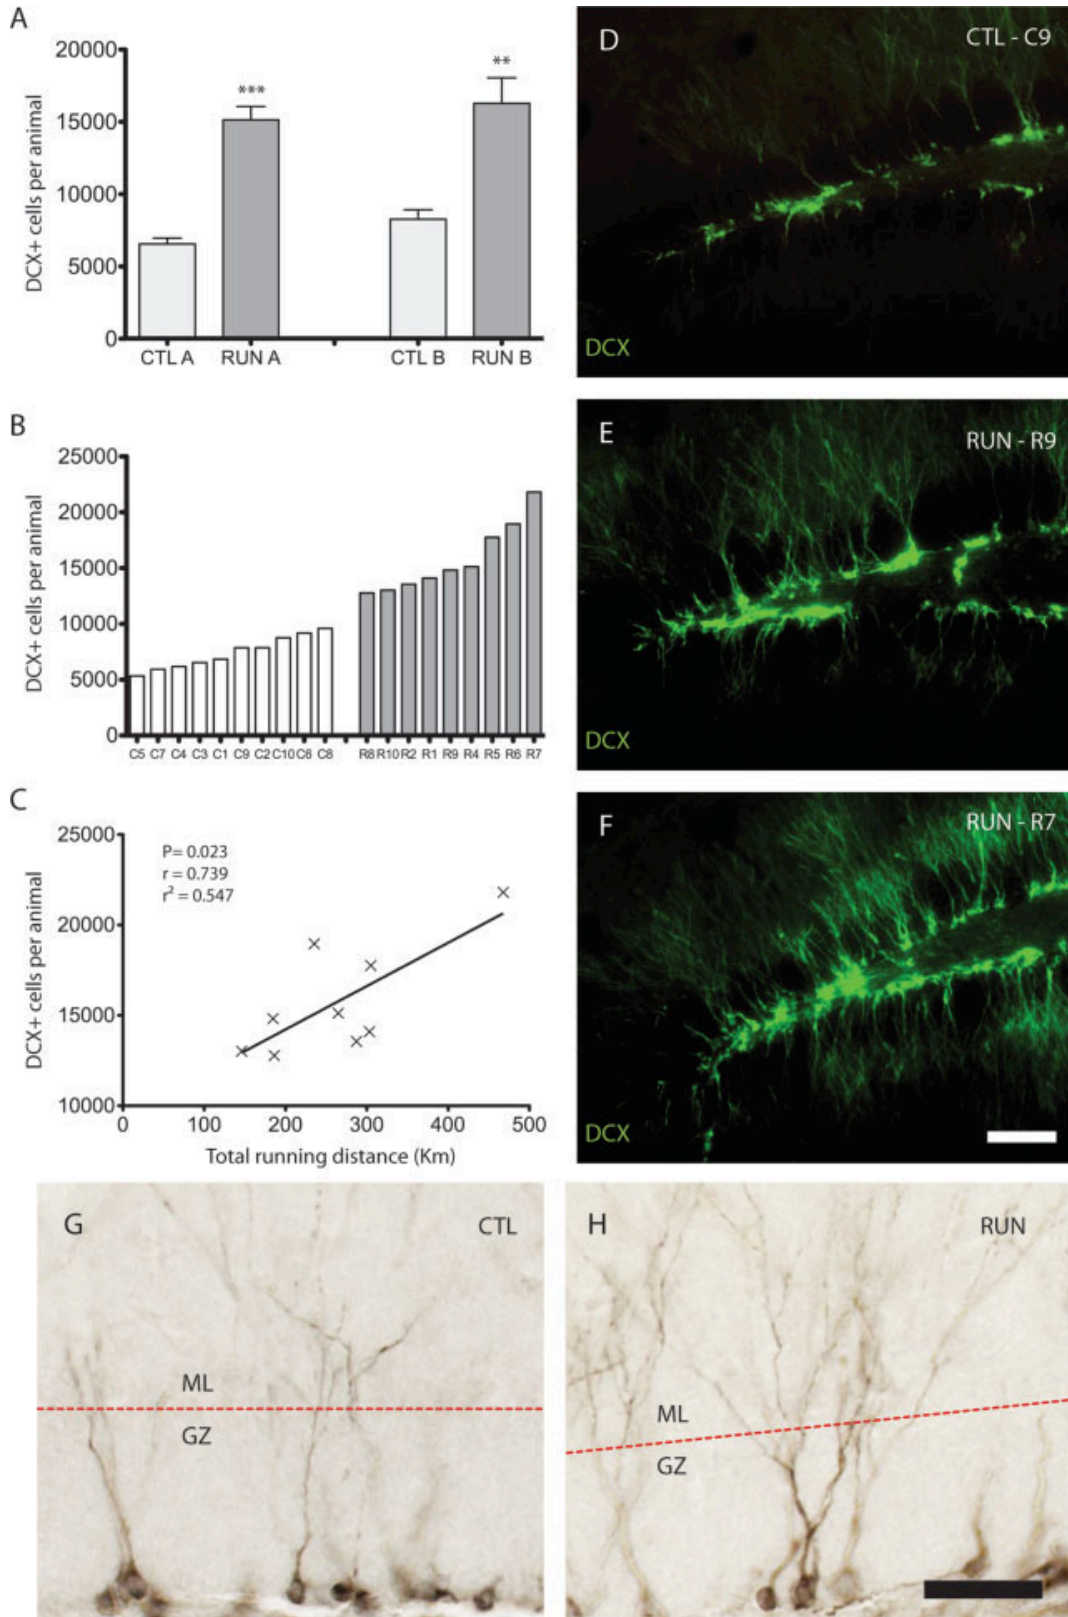 A
DCX+ cells per animal
20000
15000
10000
5000
0
***
**
CTL A
RUN A
CTL B
RUN B
B
DCX+ cells per animal
25000
20000
15000
10000
5000
0
C5 C7 C4 C3 C1 C9 C2 C10 C6 C8 R8 R10 R2 R1 R9 R4 R5 R6 R7
C
DCX+ cells per animal
25000
20000
15000
10000
P= 0.023
r = 0.739
r² = 0.547
0 100 200 300 400 500
Total running distance (Km)
D
CTL - C9
DCX
E
RUN - R9
DCX
F
RUN - R7
DCX
G
CTL
ML
GZ
H
RUN
ML
GZ